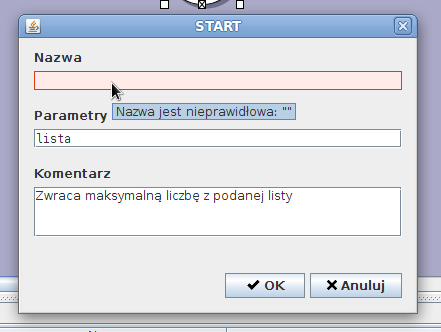 START
Nazwa
Nazwa jest nieprawidłowa: ""
Parametry
lista
Komentarz
Zwraca maksymalną liczbę z podanej listy
OK
Anuluj